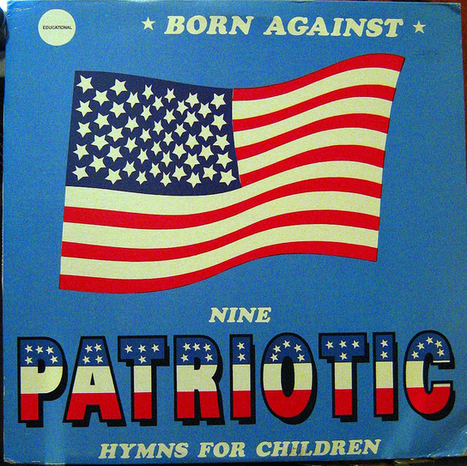 EDUCATIONAL
BORN AGAINST
NINE
PATRIOTIC
HYMNS FOR CHILDREN